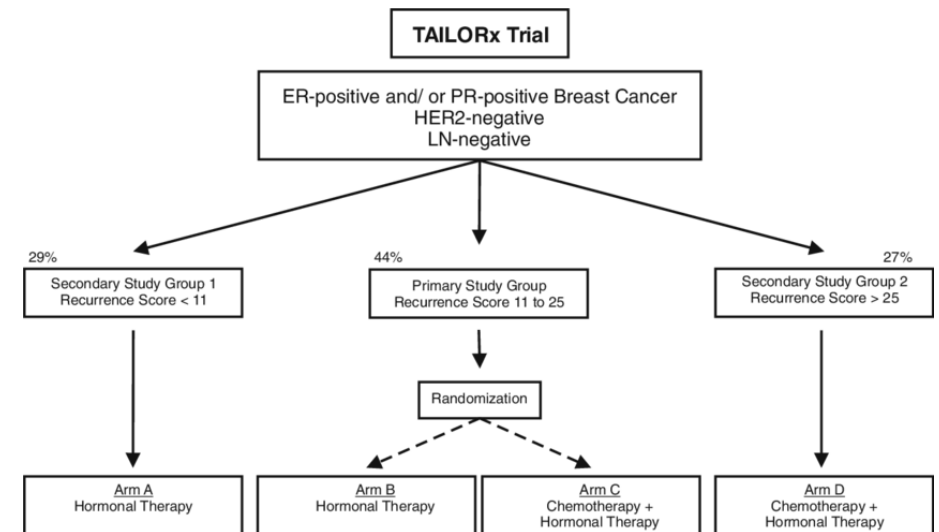 TAILORx Trial
ER-positive and/ or PR-positive Breast Cancer
HER2-negative
LN-negative
29%
Secondary Study Group 1
Recurrence Score < 11
44%
Primary Study Group
Recurrence Score 11 to 25
27%
Secondary Study Group 2
Recurrence Score > 25
Randomization
Arm A
Hormonal Therapy
Arm B
Hormonal Therapy
Arm C
Chemotherapy +
Hormonal Therapy
Arm D
Chemotherapy +
Hormonal Therapy